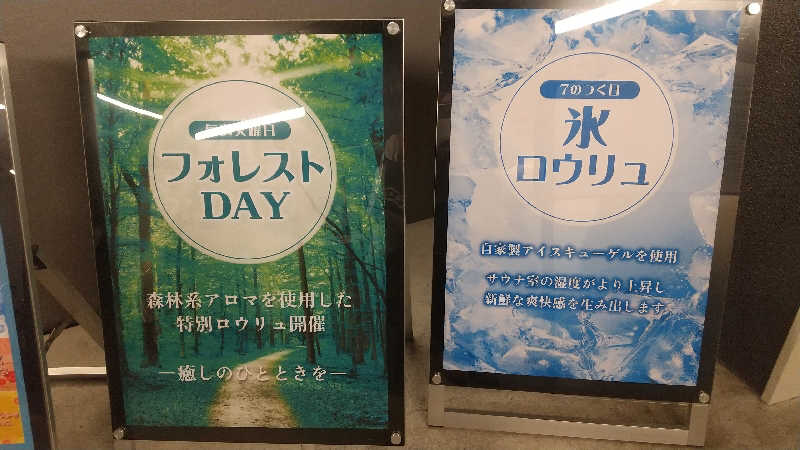 フォレスト
DAY
森林系アロマを使用した
特別ロウリュ開催
―癒しのひとときを―
7のつく日
氷
ロウリュ
自家製アイスキューゲルを使用
サウナ室の湿度がより上昇し
新鮮な爽快感を生み出します